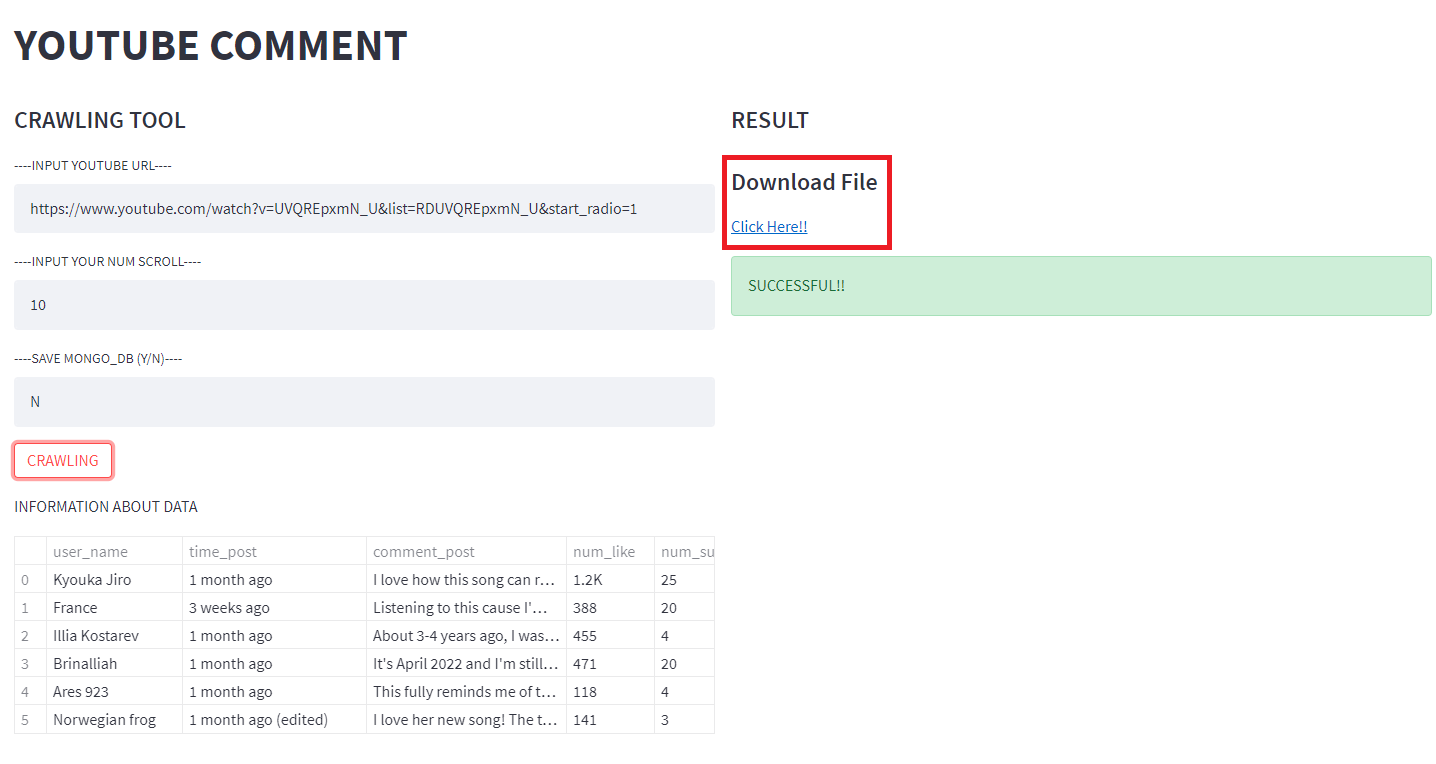 YOUTUBE COMMENT
CRAWLING TOOL
----INPUT YOUTUBE URL----
https://www.youtube.com/watch?v=UVQREpxmN_U&list=RDUVQREpxmN_U&start_radio=1
----INPUT YOUR NUM SCROLL----
10
----SAVE MONGO_DB (Y/N)----
N
CRAWLING
INFORMATION ABOUT DATA
user_name time_post comment_post num_like num_su
0 Kyouka Jiro 1 month ago I love how this song can r… 1.2K 25
1 France 3 weeks ago Listening to this cause I'… 388 20
2 Illia Kostarev 1 month ago About 3-4 years ago, I was… 455 4
3 Brinalliah 1 month ago It's April 2022 and I'm still… 471 20
4 Ares 923 1 month ago This fully reminds me of t… 118 4
5 Norwegian frog 1 month ago (edited) I love her new song! The t… 141 3
RESULT
Download File
Click Here!!
SUCCESSFUL!!